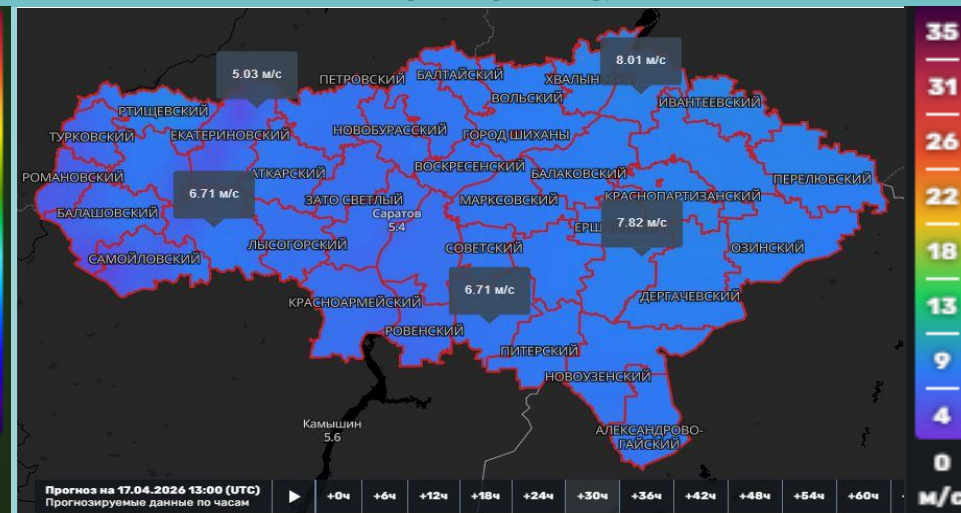 5.03 м/с
8.01 м/с
ПЕТРОВСКИЙ
БАЛТАЙСКИЙ
ВОЛЬСКИЙ
ИВАНТЕЕВСКИЙ
РТИЩЕВСКИЙ
ТУРКОВСКИЙ
ЕКАТЕРИНОВСКИЙ
НОВОБУРАССКИЙ
ГОРОД ШИХАНЫ
РОМАНОВСКИЙ
АТКАРСКИЙ
ВОСКРЕСЕНСКИЙ
БАЛАКОВСКИЙ
ПЕРЕЛЮБСКИЙ
6.71 м/с
ЗАТО СВЕТЛЫЙ
МАРКСОВСКИЙ
КРАСНОПАРТИЗАНСКИЙ
БАЛАШОВСКИЙ
Саратов
5.4
7.82 м/с
ЛЫСОГОРСКИЙ
СОВЕТСКИЙ
ОЗИНСКИЙ
САМОЙЛОВСКИЙ
6.71 м/с
КРАСНОАРМЕЙСКИЙ
ДЕРГАЧЕВСКИЙ
РОВЕНСКИЙ
ПИТЕРСКИЙ
НОВОУЗЕНСКИЙ
Камышин
5.6
АЛЕКСАНДРОВО-
ГАЙСКИЙ
35
31
26
22
18
13
9
4
0
м/с
Прогноз на 17.04.2026 13:00 (UTC)
Прогнозируемые данные по часам
+0ч +6ч +12ч +18ч +24ч +30ч +36ч +42ч +48ч +54ч +60ч